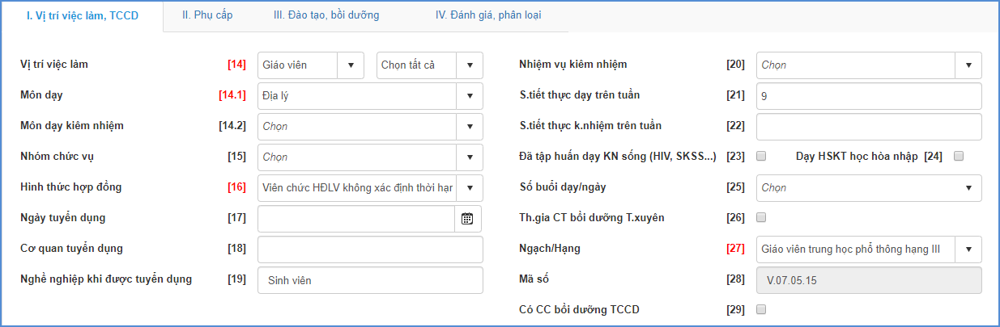 I. Vị trí việc làm, TCCD II. Phụ cấp III. Đào tạo, bồi dưỡng IV. Đánh giá, phân loại
Vị trí việc làm [14] Giáo viên Chọn tất cả Nhiệm vụ kiêm nhiệm [20] Chọn
Môn dạy [14.1] Địa lý S.tiết thực dạy trên tuần [21] 9
Môn dạy kiêm nhiệm [14.2] Chọn S.tiết thực k.nhiệm trên tuần [22]
Nhóm chức vụ [15] Chọn Đã tập huấn dạy KN sống (HIV, SKSS...) [23] Dạy HSKT học hòa nhập [24]
Hình thức hợp đồng [16] Viên chức HĐLV không xác định thời hạn Số buổi dạy/ngày [25] Chọn
Ngày tuyển dụng [17] Th.gia CT bồi dưỡng T.xuyên [26]
Cơ quan tuyển dụng [18] Ngạch/Hạng [27] Giáo viên trung học phổ thông hạng III
Nghề nghiệp khi được tuyển dụng [19] Sinh viên Mã số [28] V.07.05.15
Có CC bồi dưỡng TCCD [29]